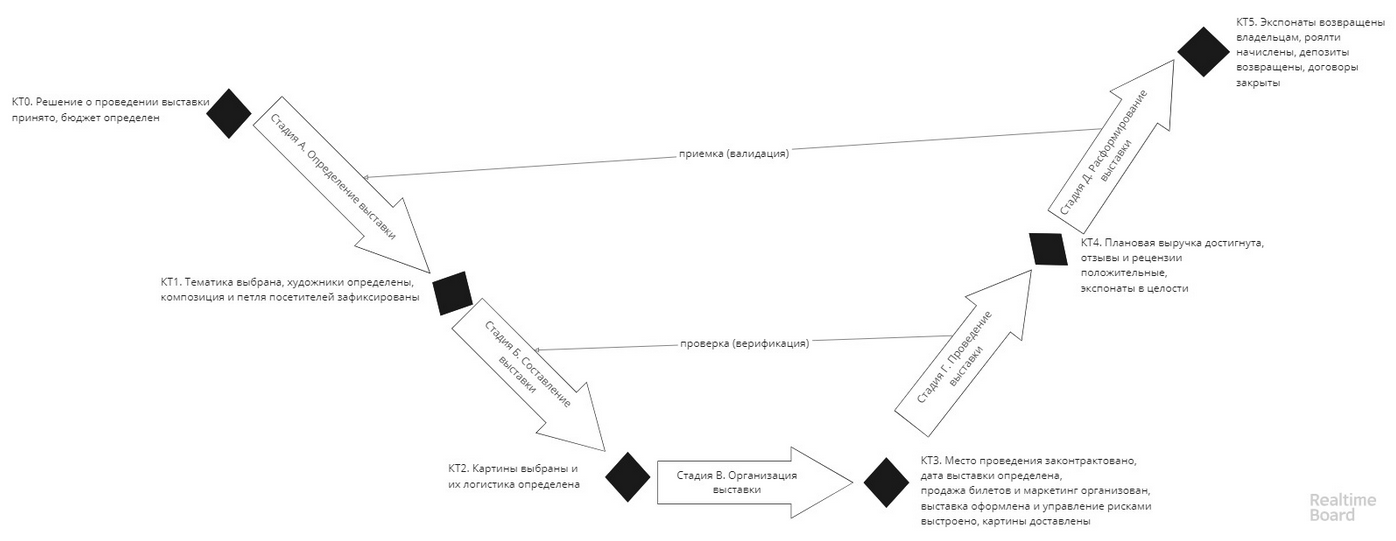 КТ0. Решение о проведении выставки
принято, бюджет определен
Стадия А. Определение выставки
КТ1. Тематика выбрана, художники определены,
композиция и петля посетителей зафиксированы
Стадия Б. Составление
выставки
КТ2. Картины выбраны и
их логистика определена
Стадия В. Организация
выставки
КТ3. Место проведения законтрактовано,
дата выставки определена,
продажа билетов и маркетинг организован,
выставка оформлена и управление рисками
выстроено, картины доставлены
Стадия Г. Проведение
выставки
КТ4. Плановая выручка достигнута,
отзывы и рецензии
положительные,
экспонаты в целости
Стадия Д. Расформирование
выставки
КТ5. Экспонаты возвращены
владельцам, роялти
начислены, депозиты
возвращены, договоры
закрыты
приемка (валидация)
проверка (верификация)
Realtime
Board